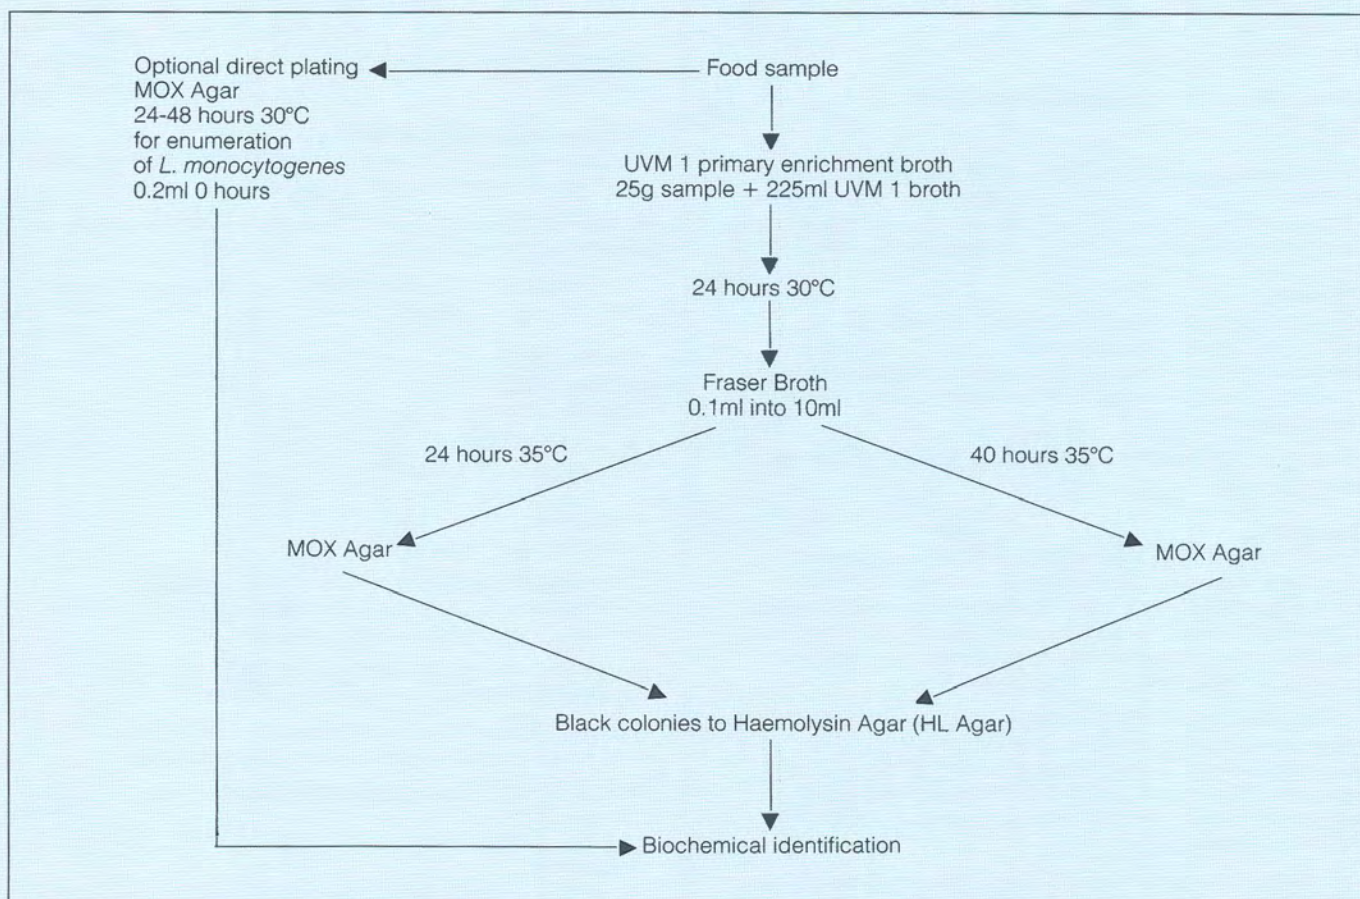 Optional direct plating
MOX Agar
24-48 hours 30°C
for enumeration
of L. monocytogenes
0.2ml 0 hours
Food sample
UVM 1 primary enrichment broth
25g sample + 225ml UVM 1 broth
24 hours 30°C
Fraser Broth
0.1ml into 10ml
24 hours 35°C
40 hours 35°C
MOX Agar
MOX Agar
Black colonies to Haemolysin Agar (HL Agar)
Biochemical identification